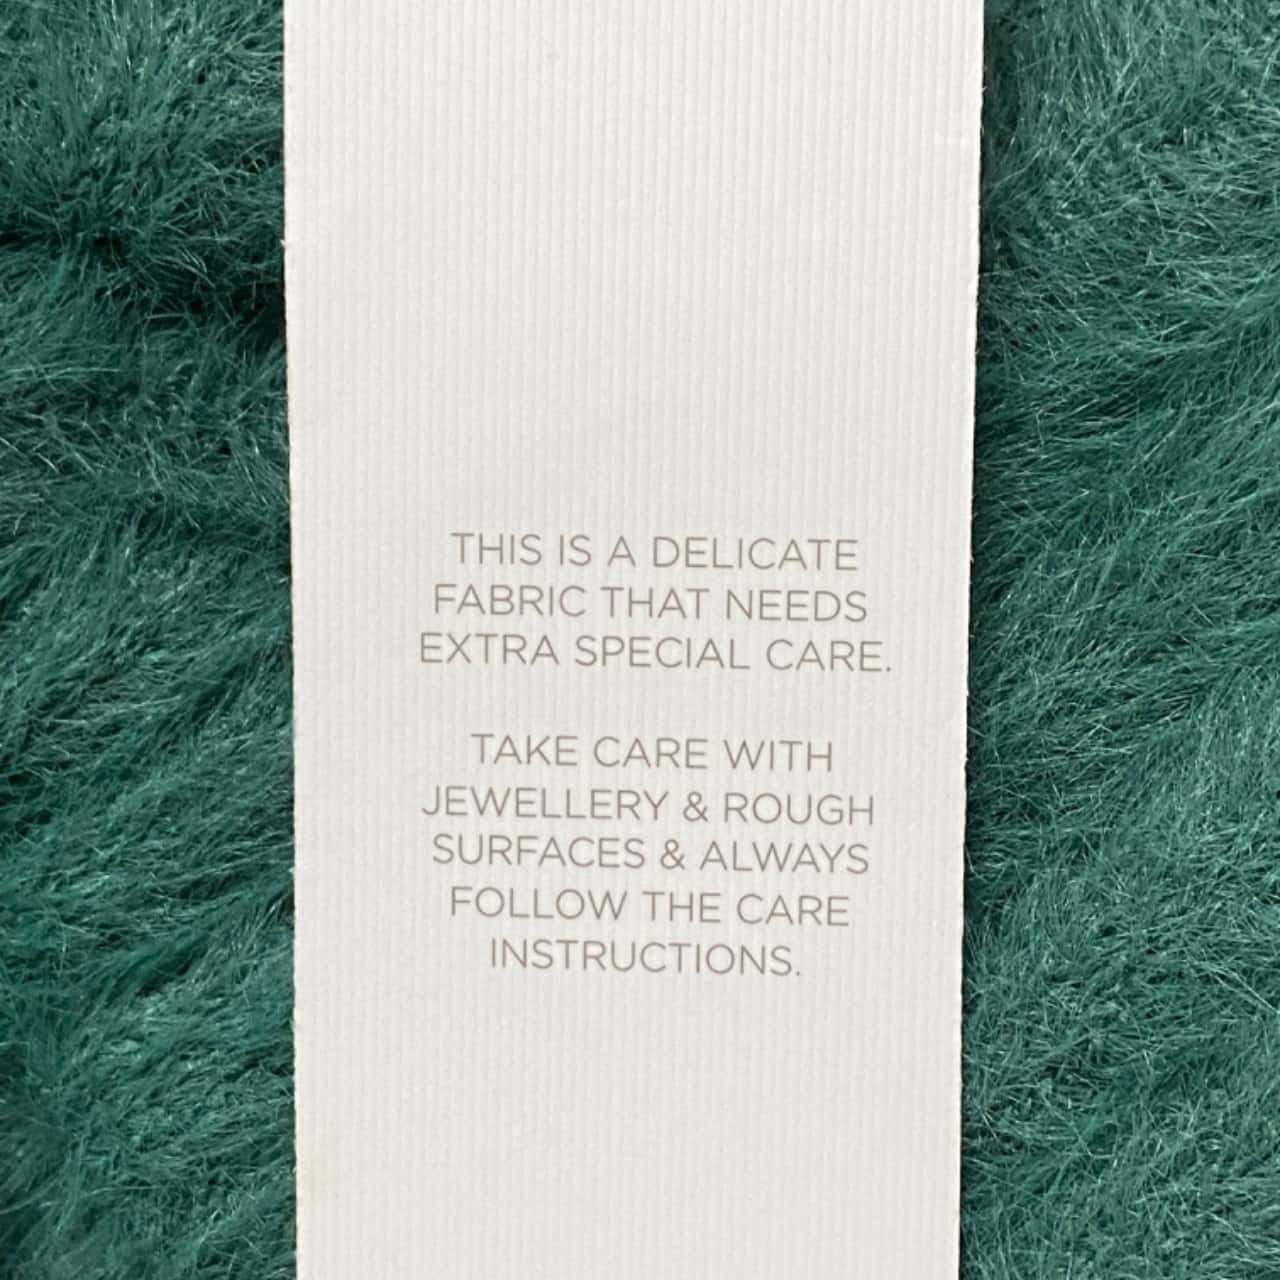 THIS IS A DELICATE
FABRIC THAT NEEDS
EXTRA SPECIAL CARE.
TAKE CARE WITH
JEWELLERY & ROUGH
SURFACES & ALWAYS
FOLLOW THE CARE
INSTRUCTIONS.